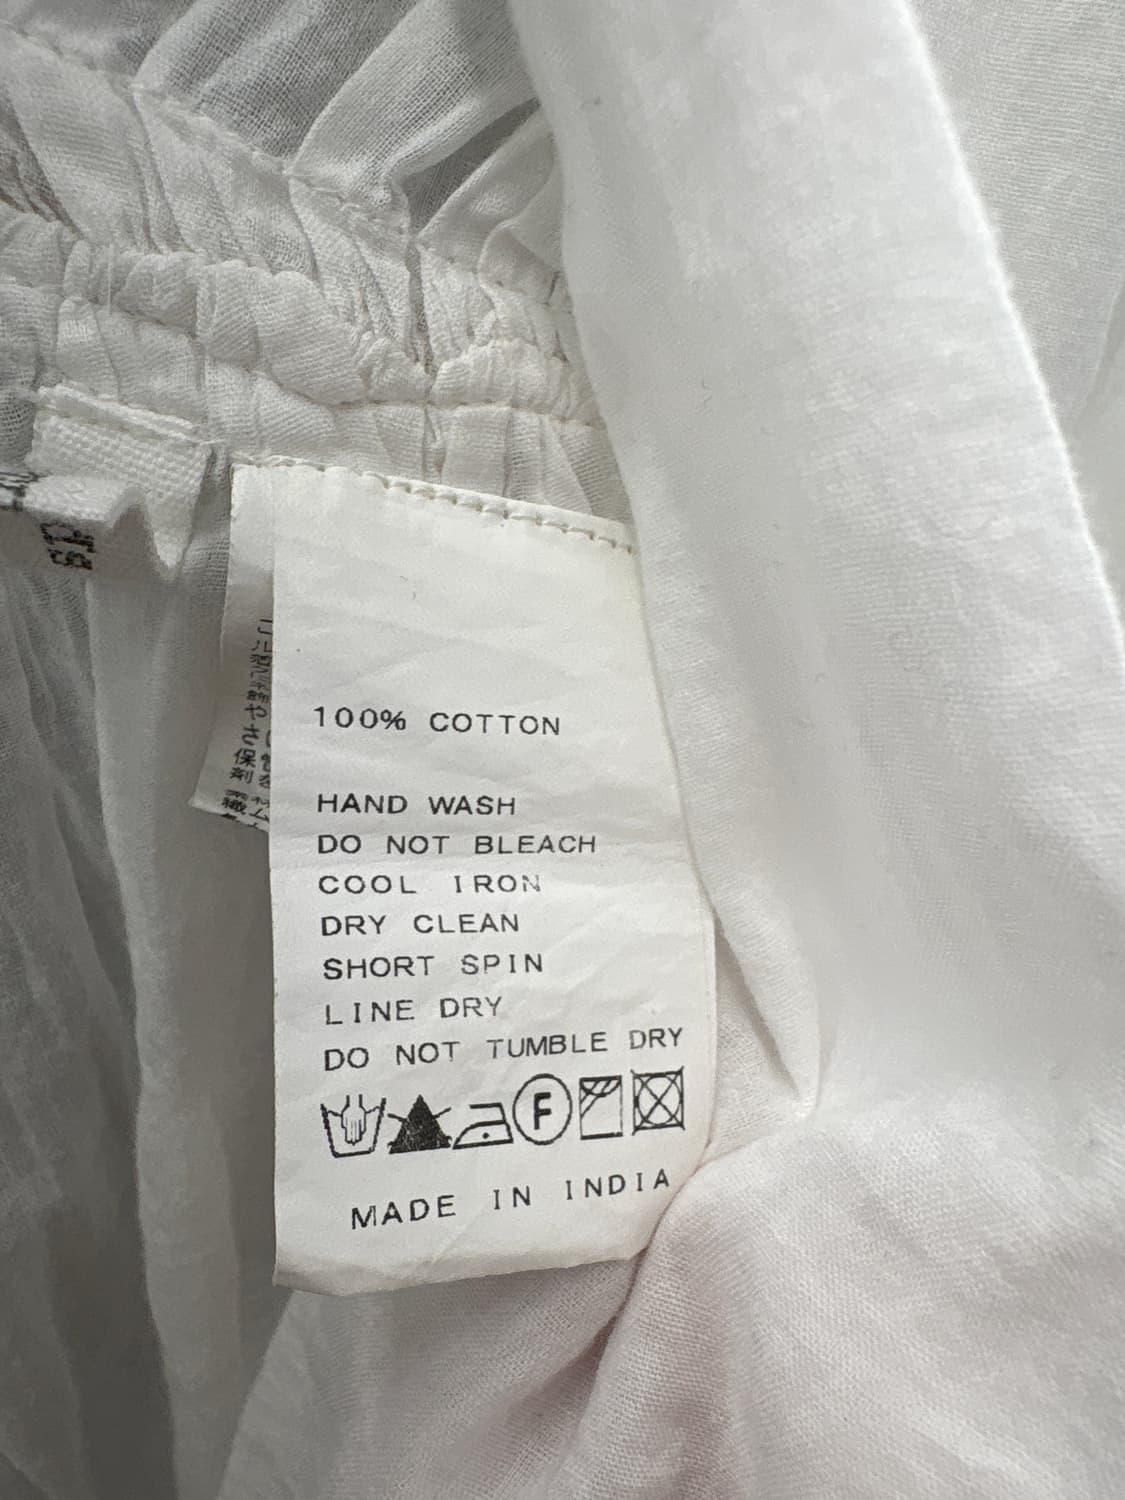 100% COTTON
HAND WASH
DO NOT BLEACH
COOL IRON
DRY CLEAN
SHORT SPIN
LINE DRY
DO NOT TUMBLE DRY
F
MADE IN INDIA